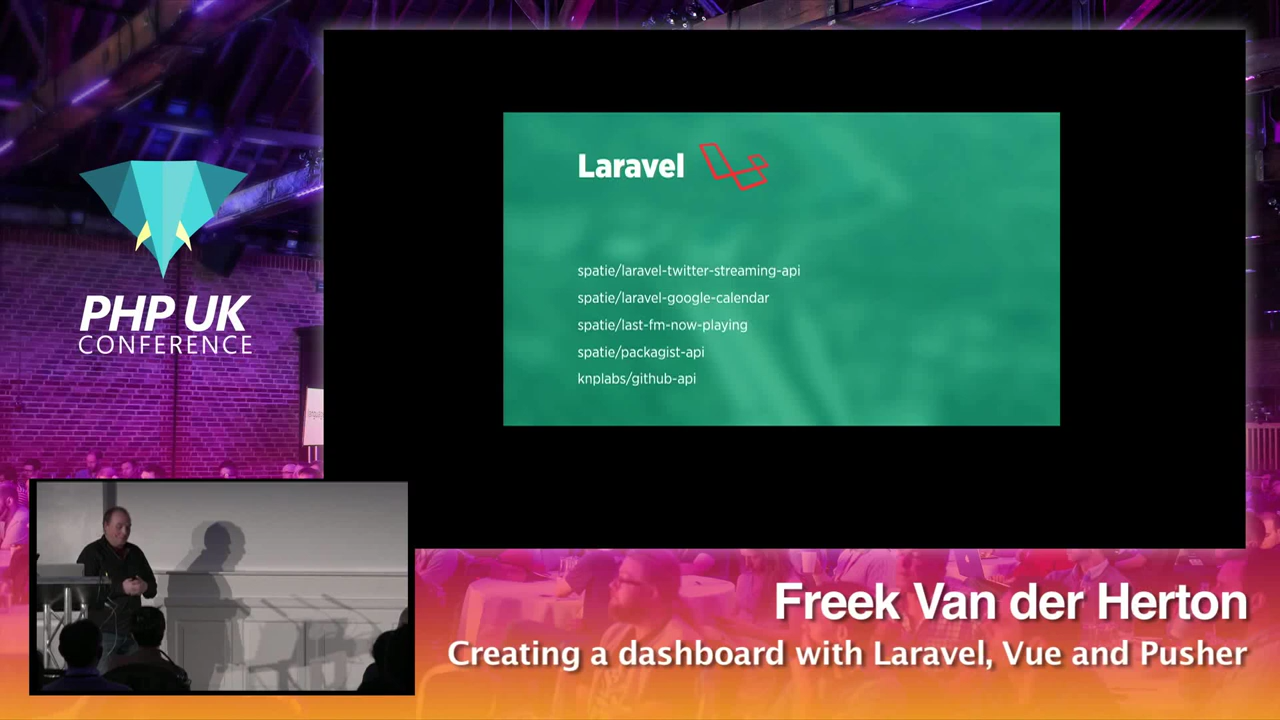 PHP UK
CONFERENCE
Laravel
spatie/laravel-twitter-streaming-api
spatie/laravel-google-calendar
spatie/last-fm-now-playing
spatie/packagist-api
knplabs/github-api
Freek Van der Herton
Creating a dashboard with Laravel, Vue and Pusher